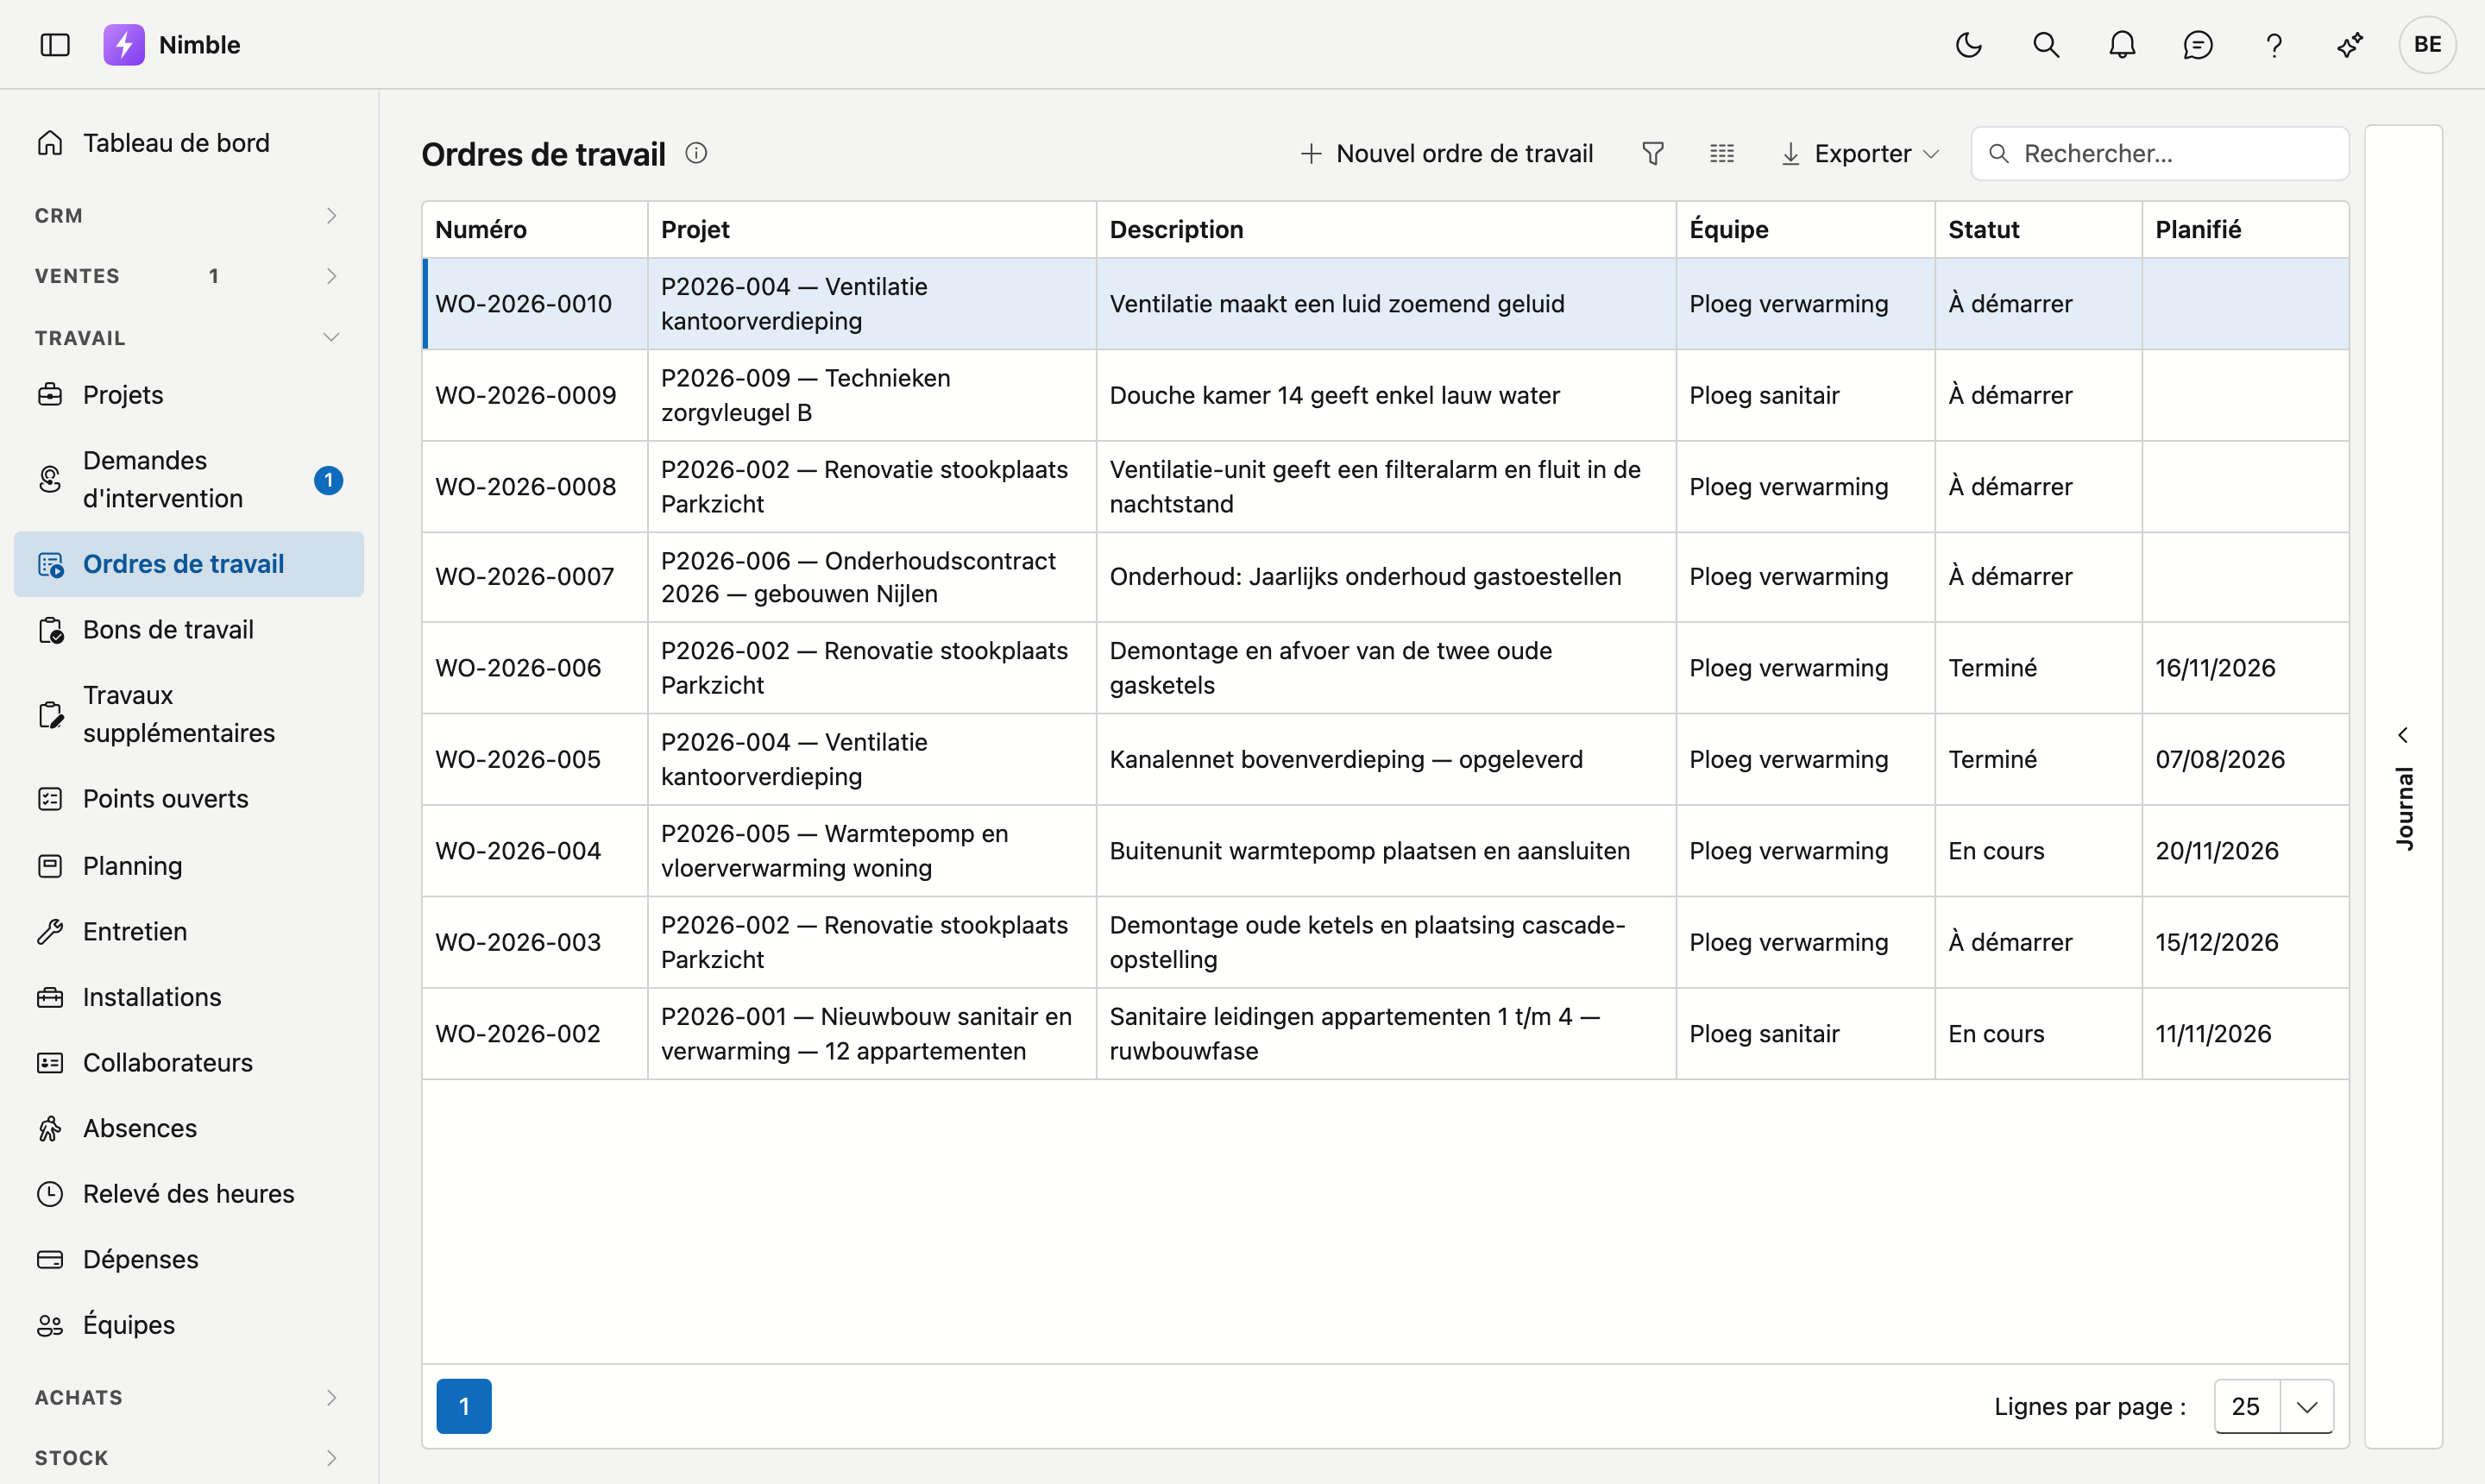 Nimble
BE
Tableau de bord
CRM
VENTES 1
TRAVAIL
Projets
Demandes
d'intervention
1
Ordres de travail
Bons de travail
Travaux
supplémentaires
Points ouverts
Planning
Entretien
Installations
Collaborateurs
Absences
Relevé des heures
Dépenses
Équipes
ACHATS
STOCK
Ordres de travail
Nouvel ordre de travail
Exporter
Rechercher...
Numéro Projet Description Équipe Statut Planifié
WO-2026-0010 P2026-004 — Ventilatie
kantoorverdieping Ventilatie maakt een luid zoemend geluid Ploeg verwarming À démarrer
WO-2026-0009 P2026-009 — Technieken
zorgvleugel B Douche kamer 14 geeft enkel lauw water Ploeg sanitair À démarrer
WO-2026-0008 P2026-002 — Renovatie stookplaats
Parkzicht Ventilatie-unit geeft een filteralarm en fluit in de
nachtstand Ploeg verwarming À démarrer
WO-2026-0007 P2026-006 — Onderhoudscontract
2026 — gebouwen Nijlen Onderhoud: Jaarlijks onderhoud gastoestellen Ploeg verwarming À démarrer
WO-2026-006 P2026-002 — Renovatie stookplaats
Parkzicht Demontage en afvoer van de twee oude
gasketels Ploeg verwarming Terminé 16/11/2026
WO-2026-005 P2026-004 — Ventilatie
kantoorverdieping Kanalennet bovenverdieping — opgeleverd Ploeg verwarming Terminé 07/08/2026
WO-2026-004 P2026-005 — Warmtepomp en
vloerverwarming woning Buitenunit warmtepomp plaatsen en aansluiten Ploeg verwarming En cours 20/11/2026
WO-2026-003 P2026-002 — Renovatie stookplaats
Parkzicht Demontage oude ketels en plaatsing cascade-
opstelling Ploeg verwarming À démarrer 15/12/2026
WO-2026-002 P2026-001 — Nieuwbouw sanitair en
verwarming — 12 appartementen Sanitaire leidingen appartementen 1 t/m 4 —
ruwbouwfase Ploeg sanitair En cours 11/11/2026
1
Lignes par page : 25
Journal